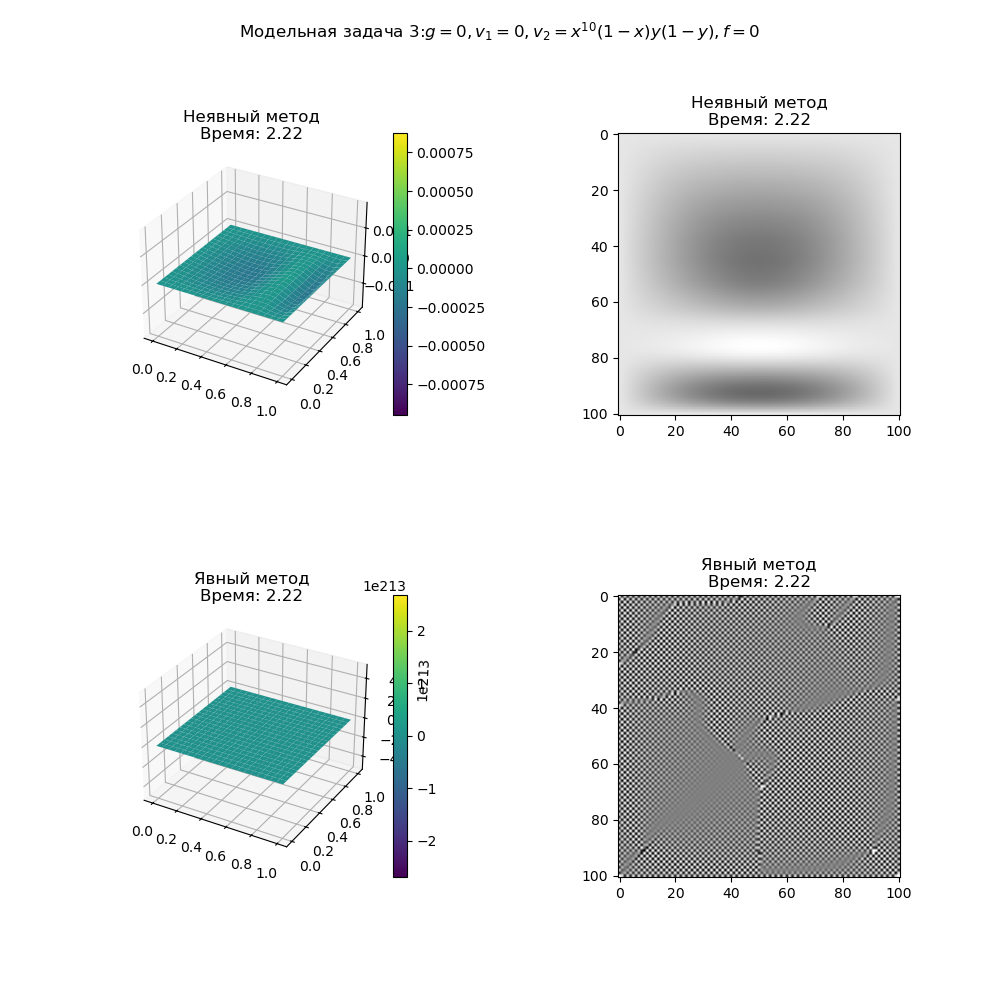 Модельная задача 3:g = 0, v₁ = 0, v₂ = x¹⁰(1 − x)y(1 − y), f = 0
Неявный метод
Время: 2.22
0.00075
0.00050
0.00025
0.00000
−0.00025
−0.00050
−0.00075
0.0 0.2 0.4 0.6 0.8 1.0
0.0 0.2 0.4 0.6 0.8 1.0
Неявный метод
Время: 2.22
0
20
40
60
80
100
0 20 40 60 80 100
Явный метод
Время: 2.22
1e213
2
1
0
−1
−2
1e213
0.0 0.2 0.4 0.6 0.8 1.0
0.0 0.2 0.4 0.6 0.8 1.0
Явный метод
Время: 2.22
0
20
40
60
80
100
0 20 40 60 80 100